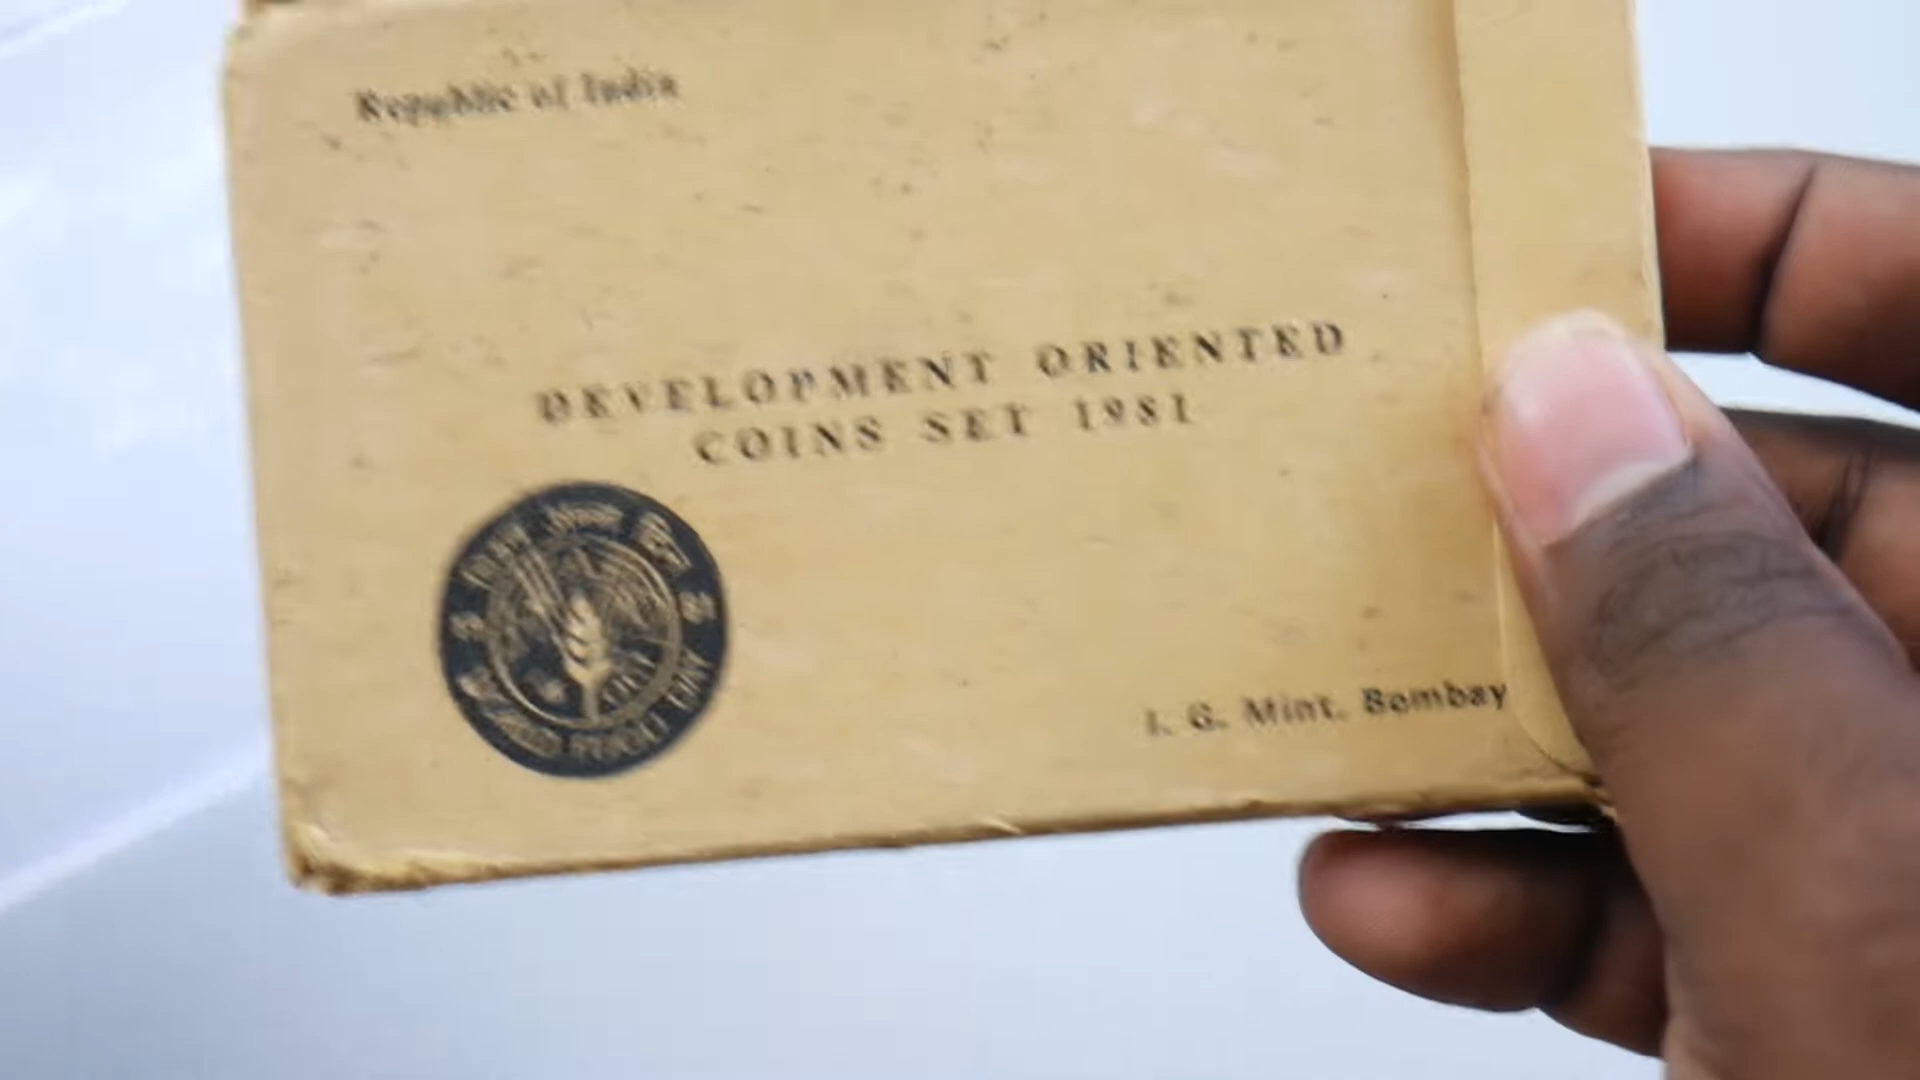 Republic of India
DEVELOPMENT ORIENTED
COINS SET 1981
I. G. Mint. Bombay